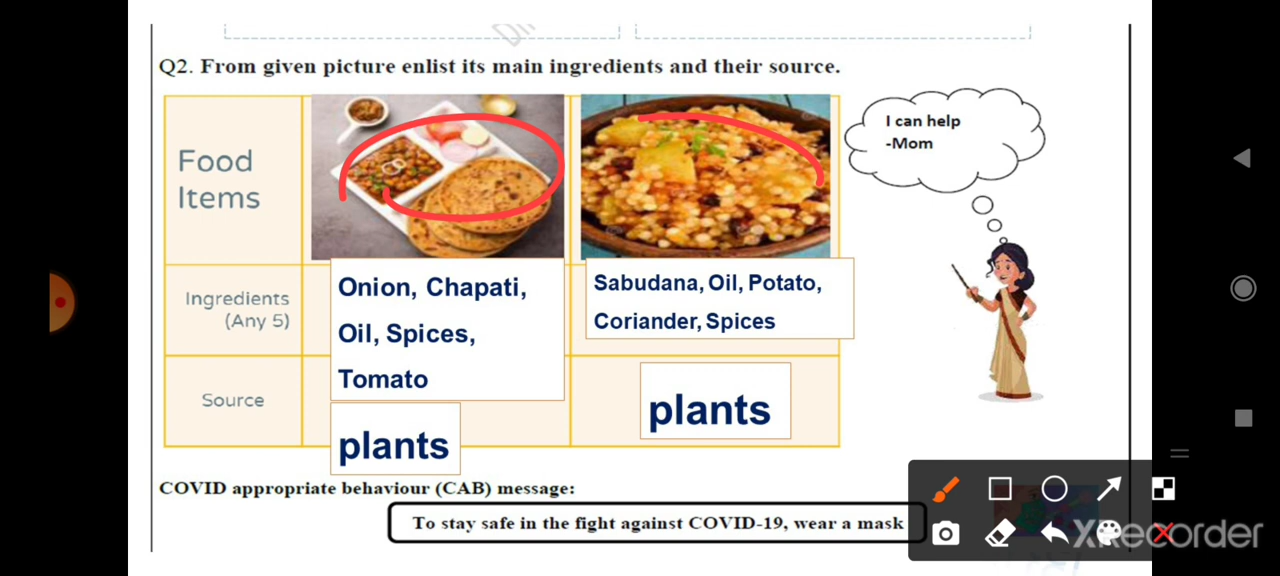 Q2. From given picture enlist its main ingredients and their source.
I can help
-Mom
Food
Items
Ingredients
(Any 5)
Onion, Chapati,
Oil, Spices,
Tomato
Sabudana, Oil, Potato,
Coriander, Spices
Source
plants
plants
COVID appropriate behaviour (CAB) message:
To stay safe in the fight against COVID-19, wear a mask
XRecorder